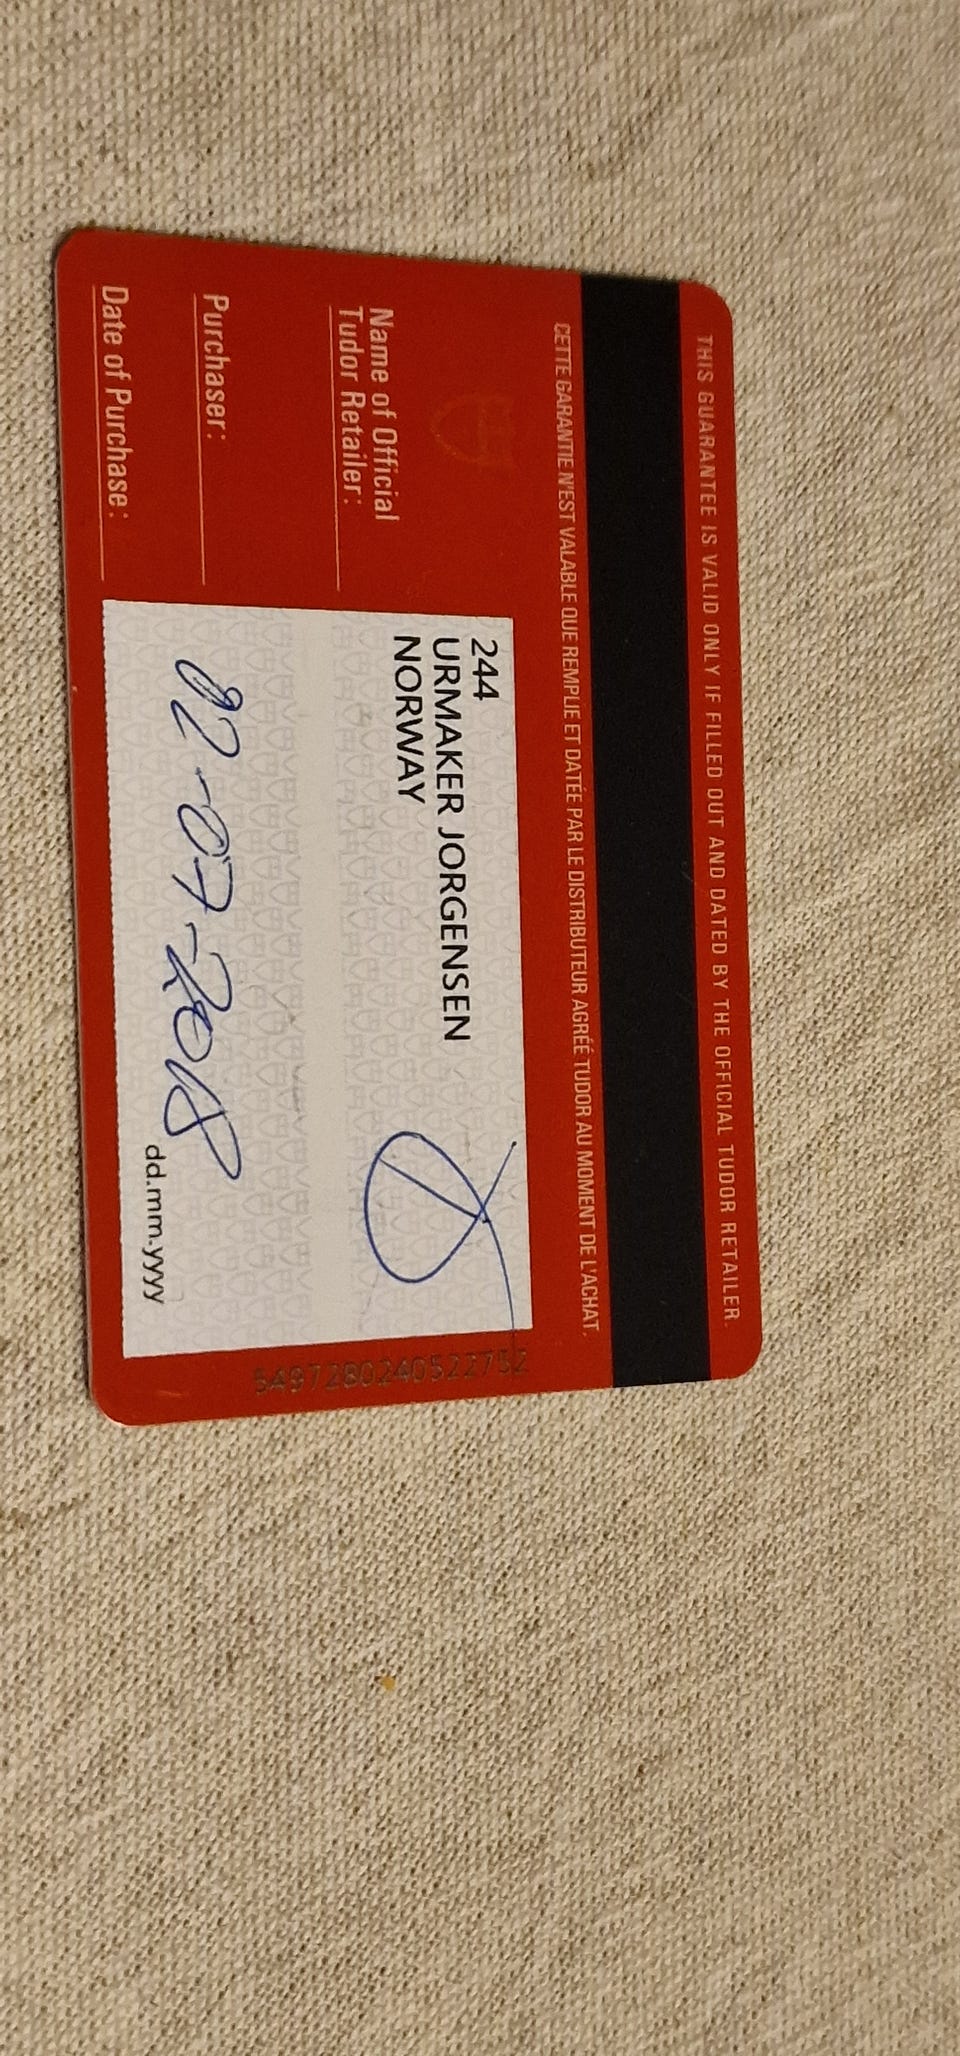 THIS GUARANTEE IS VALID ONLY IF FILLED OUT AND DATED BY THE OFFICIAL TUDOR RETAILER.
CETTE GARANTIE N'EST VALABLE QUE REMPLIE ET DATÉE PAR LE DISTRIBUTEUR AGRÉÉ TUDOR AU MOMENT DE L'ACHAT.
244
URMAKER JORGENSEN
NORWAY
Name of Official
Tudor Retailer:
Purchaser:
Date of Purchase:
-07-2018
dd.mm.yyyy
5497280240522752